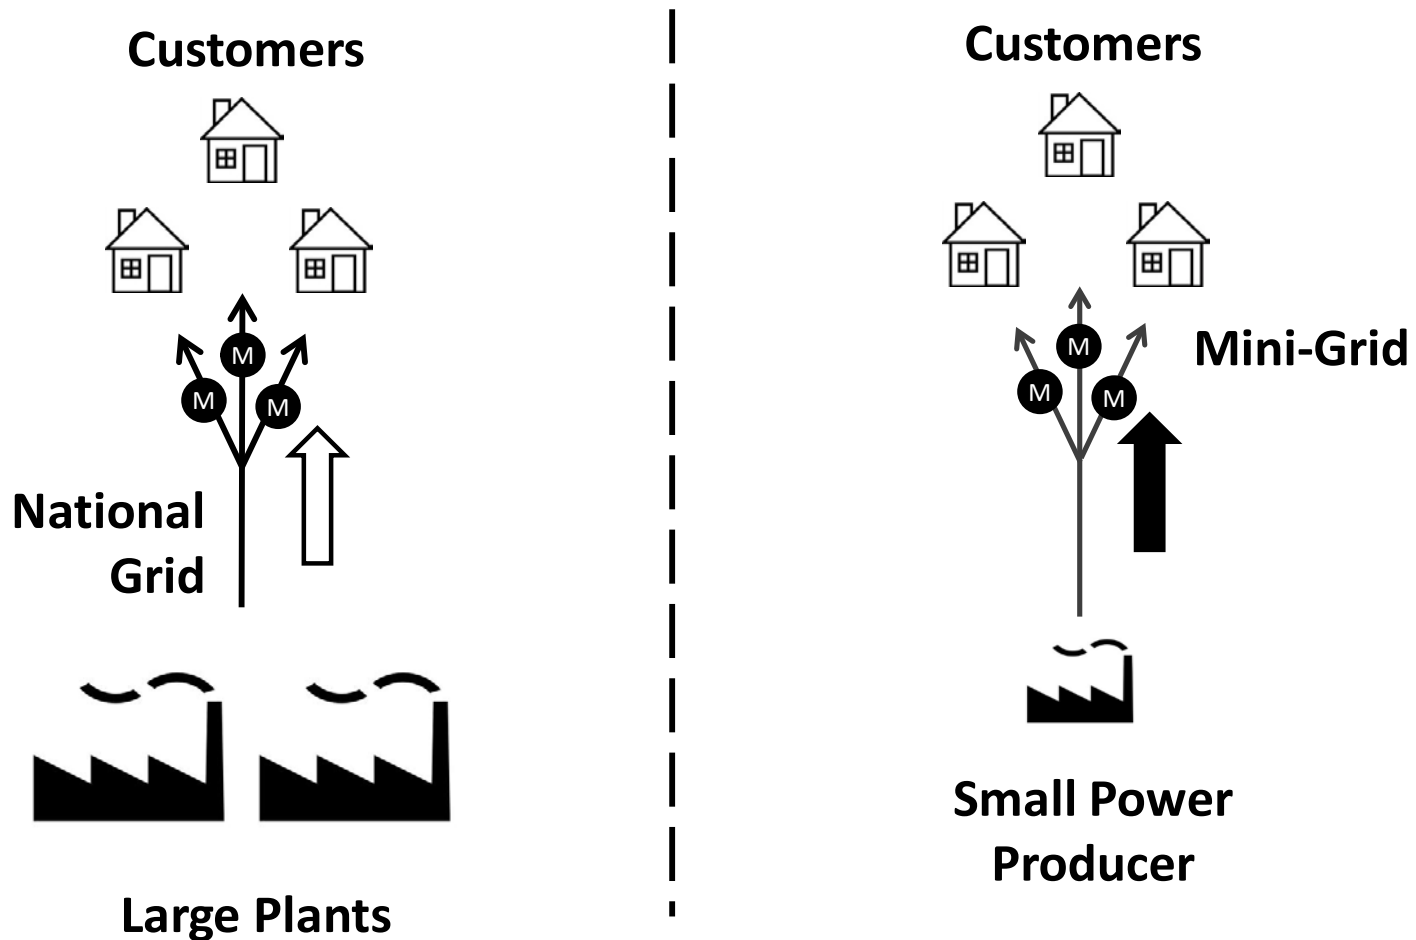 Customers
M
M
M
National
Grid
Large Plants
Customers
M
M
M
Mini-Grid
Small Power
Producer